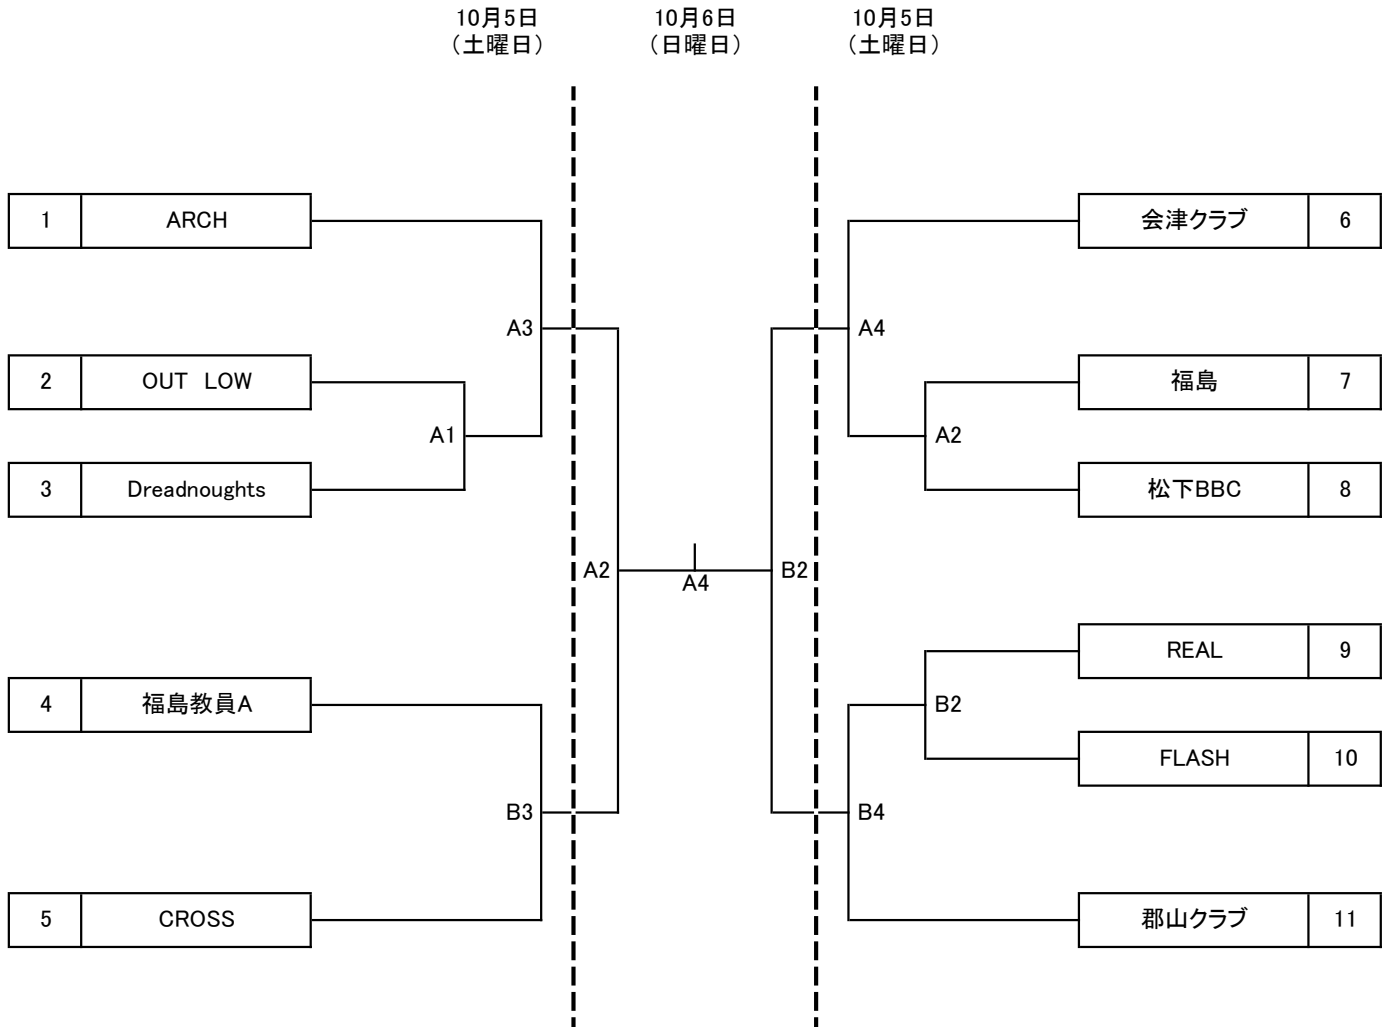 10月5日
（土曜日）
10月6日
（日曜日）
10月5日
（土曜日）
1 ARCH
会津クラブ 6
A3
A4
2 OUT　LOW
福島 7
A1
A2
3 Dreadnoughts
松下BBC 8
A2
A4
B2
REAL 9
4 福島教員A
B2
FLASH 10
B3
B4
5 CROSS
郡山クラブ 11